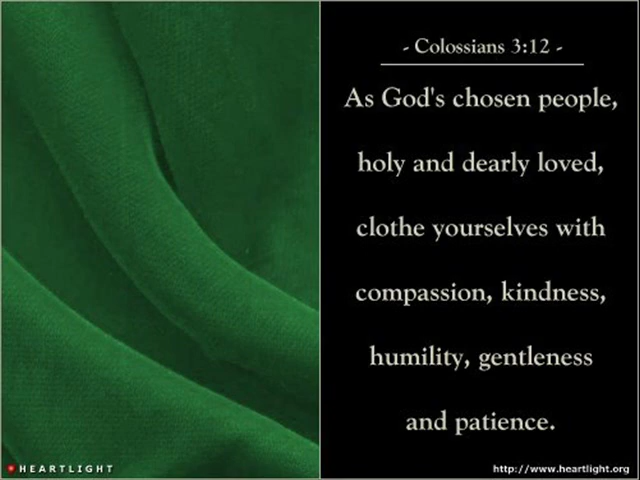 - Colossians 3:12 -
As God's chosen people,
holy and dearly loved,
clothe yourselves with
compassion, kindness,
humility, gentleness
and patience.
HEARTLIGHT
http://www.heartlight.org